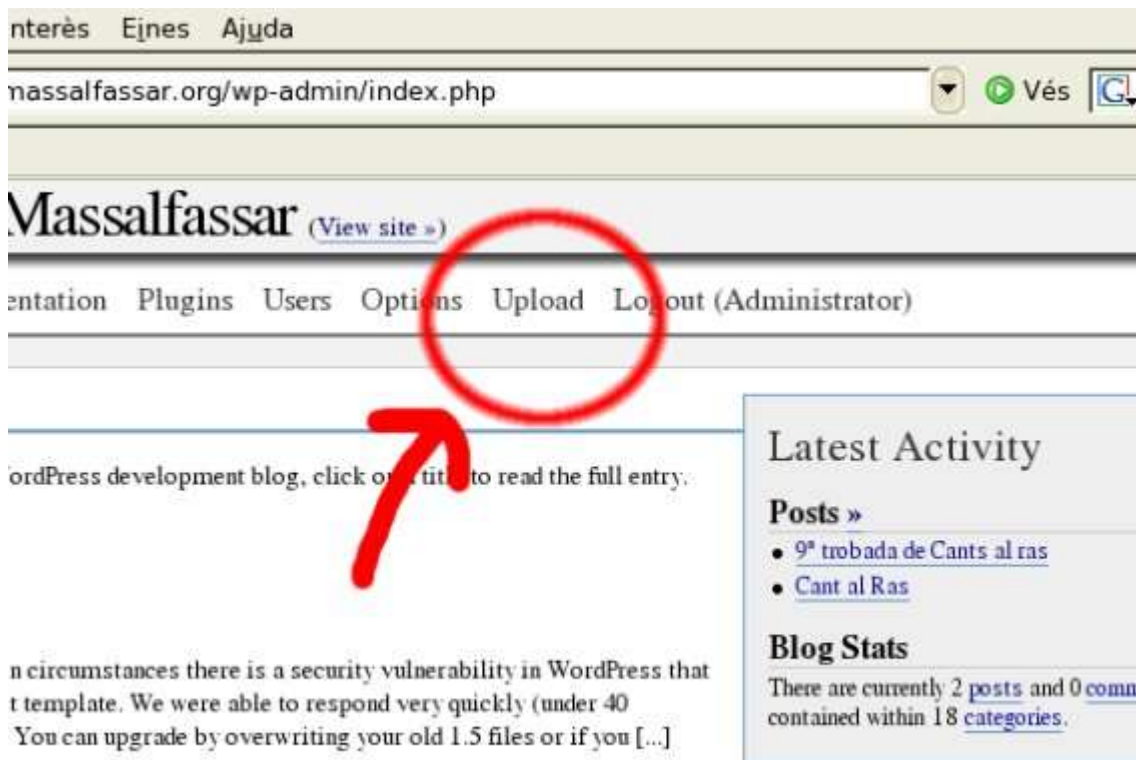 nterès Eines Ajuda
massalfassar.org/wp-admin/index.php Vés G
Massalfassar (View site »)
entation Plugins Users Options Upload Logout (Administrator)
ordPress development blog, click on a title to read the full entry.
n circumstances there is a security vulnerability in WordPress that
t template. We were able to respond very quickly (under 40
You can upgrade by overwriting your old 1.5 files or if you [...]
Latest Activity
Posts »
9ª trobada de Cants al ras
Cant al Ras
Blog Stats
There are currently 2 posts and 0 comm
contained within 18 categories.